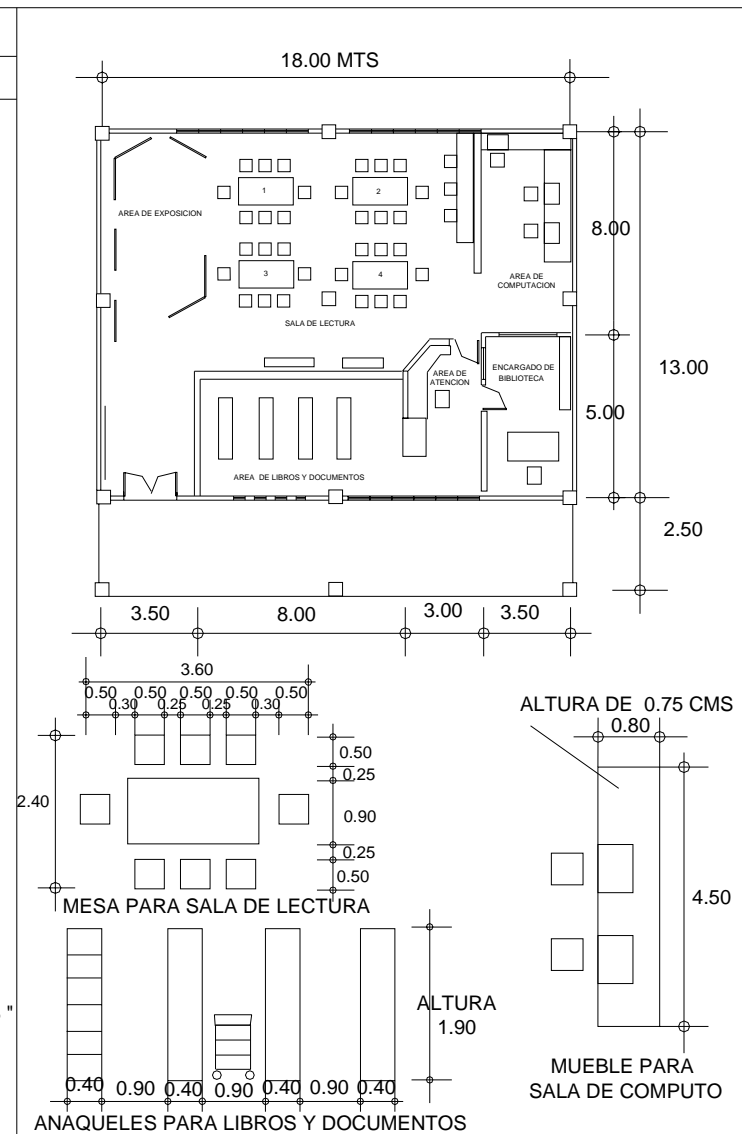 18.00 MTS
1
2
AREA DE EXPOSICION
8.00
3
4
AREA DE
COMPUTACION
SALA DE LECTURA
AREA DE
ATENCION
ENCARGADO DE
BIBLOTECA
13.00
5.00
AREA DE LIBROS Y DOCUMENTOS
2.50
3.50
8.00
3.00
3.50
3.60
0.50
0.50
0.50
0.50
0.50
0.30
0.25
0.25
0.30
2.40
0.50
0.25
0.90
0.25
0.50
MESA PARA SALA DE LECTURA
ALTURA DE 0.75 CMS
0.80
4.50
MUEBLE PARA
SALA DE COMPUTO
"
ALTURA
1.90
0.40
0.90
0.40
0.90
0.40
0.90
0.40
ANAQUELES PARA LIBROS Y DOCUMENTOS